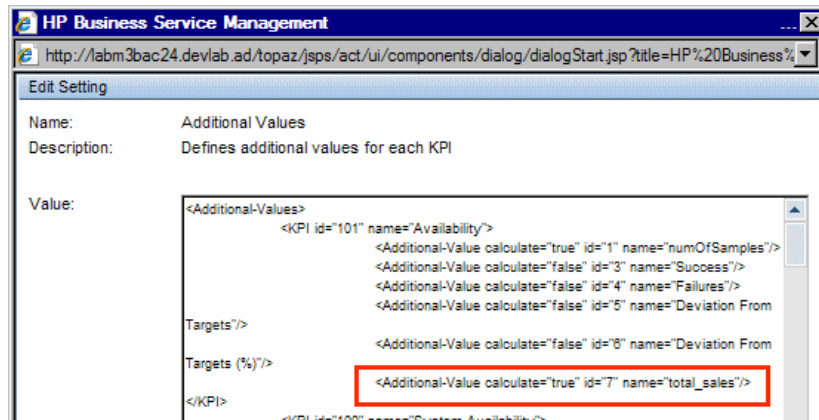 HP Business Service Management
...
http://labm3bac24.devlab.ad/topaz/jsps/act/ui/components/dialog/dialogStart.jsp?title=HP%20Business%
Edit Setting
Name: Additional Values
Description: Defines additional values for each KPI
Value:
<Additional-Values>
<KPI id="101" name="Availability">
<Additional-Value calculate="true" id="1" name="numOfSamples"/>
<Additional-Value calculate="false" id="3" name="Success"/>
<Additional-Value calculate="false" id="4" name="Failures"/>
<Additional-Value calculate="false" id="5" name="Deviation From
Targets"/>
<Additional-Value calculate="false" id="6" name="Deviation From
Targets (%)"/>
<Additional-Value calculate="true" id="7" name="total_sales"/>
</KPI>
name="System Availability">